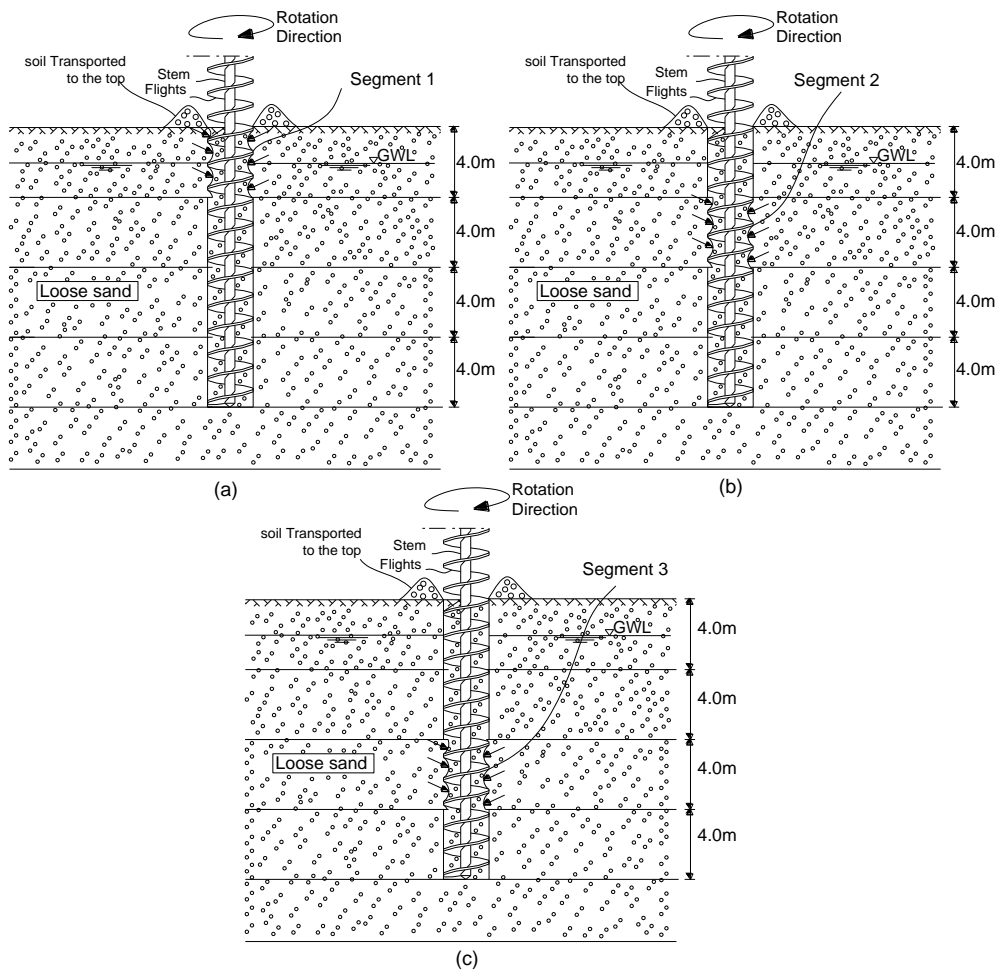 Rotation
Direction
soil Transported
to the top
Stem
Flights
Segment 1
GWL
4.0m
4.0m
Loose sand
4.0m
4.0m
(a)
Rotation
Direction
soil Transported
to the top
Stem
Flights
Segment 2
GWL
4.0m
4.0m
Loose sand
4.0m
4.0m
(b)
Rotation
Direction
soil Transported
to the top
Stem
Flights
Segment 3
GWL
4.0m
4.0m
Loose sand
4.0m
4.0m
(c)